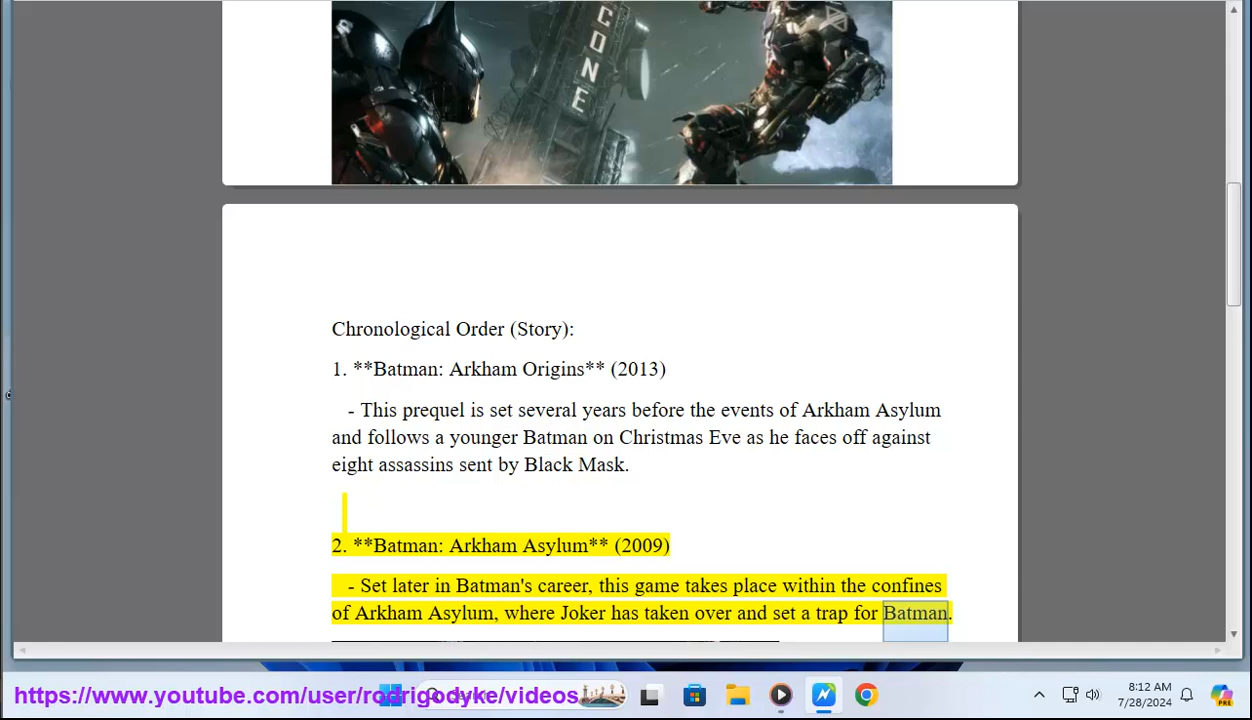 CONE
Chronological Order (Story):
1. **Batman: Arkham Origins** (2013)
- This prequel is set several years before the events of Arkham Asylum
and follows a younger Batman on Christmas Eve as he faces off against
eight assassins sent by Black Mask.
2. **Batman: Arkham Asylum** (2009)
- Set later in Batman's career, this game takes place within the confines
of Arkham Asylum, where Joker has taken over and set a trap for Batman.
https://www.youtube.com/user/rodrigodyke/videos
8:12 AM
7/28/2024
PRE